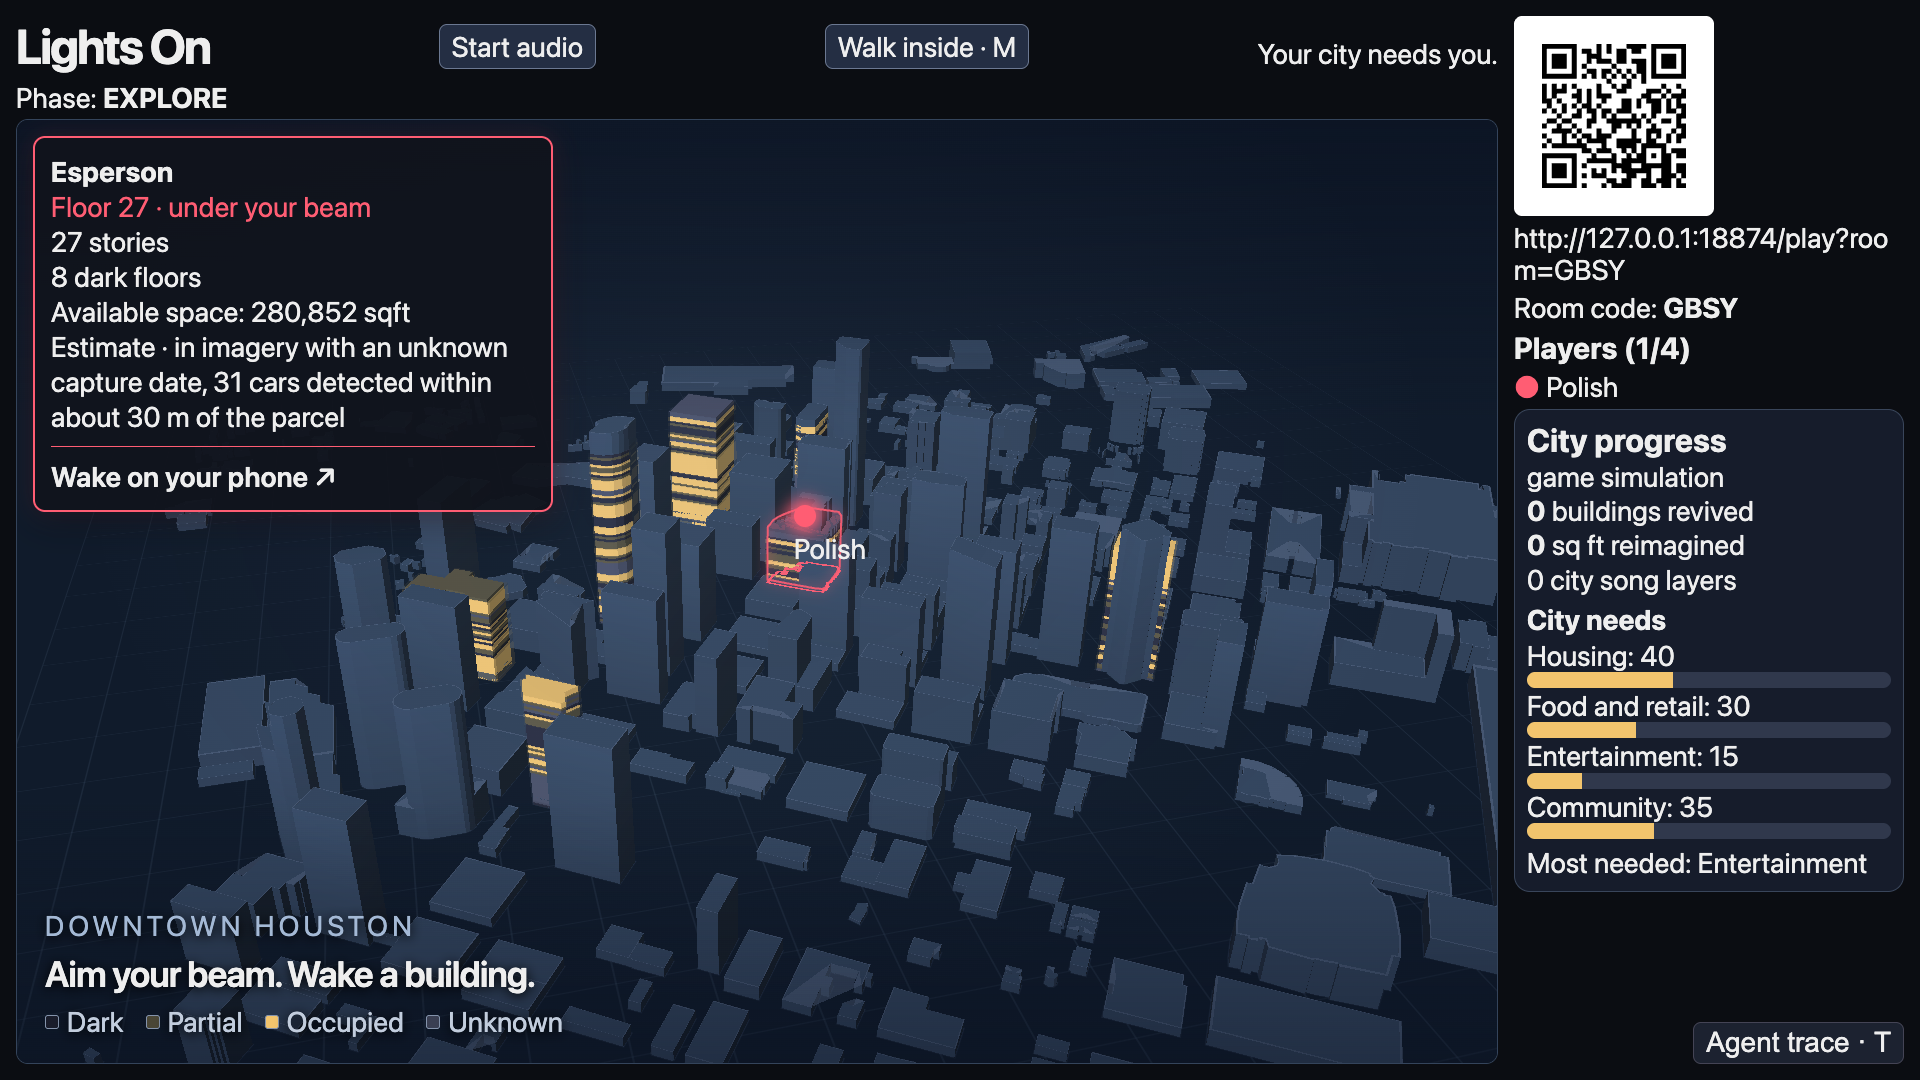 Lights On
Start audio
Walk inside · M
Your city needs you.
Phase: EXPLORE
Esperson
Floor 27 · under your beam
27 stories
8 dark floors
Available space: 280,852 sqft
Estimate · in imagery with an unknown
capture date, 31 cars detected within
about 30 m of the parcel
Wake on your phone ↗
Polish
DOWNTOWN HOUSTON
Aim your beam. Wake a building.
Dark
Partial
Occupied
Unknown
http://127.0.0.1:18874/play?roo
m=GBSY
Room code: GBSY
Players (1/4)
Polish
City progress
game simulation
0 buildings revived
0 sq ft reimagined
0 city song layers
City needs
Housing: 40
Food and retail: 30
Entertainment: 15
Community: 35
Most needed: Entertainment
Agent trace · T